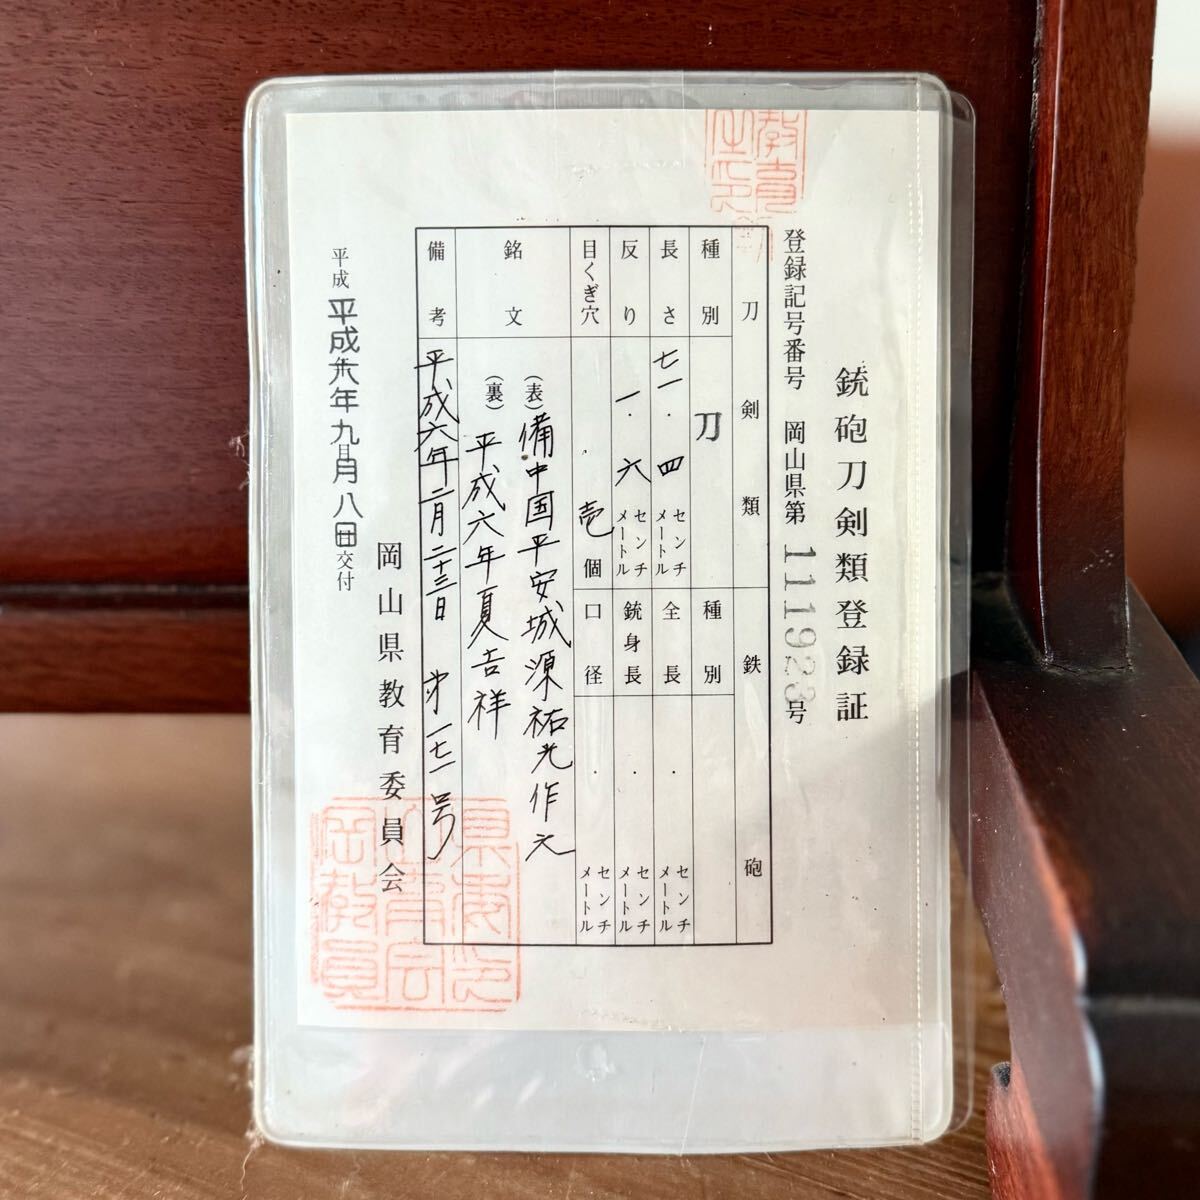 銃砲刀剣類登録証
登録記号番号 岡山県第 111923号
刀剣類
鉄砲
種別 刀
種別
長さ 七一.四 センチメートル
全長 . センチメートル
反り 一.六 センチメートル
銃身長 . センチメートル
目くぎ穴 壱個
口径 . センチメートル
銘文
(表) 備中国平安城源祐光作之
(裏) 平成六年夏吉祥
備考 平成六年二月二十三日 第一七一号
岡山県教育委員会
平成 平成六年九月八日 交付